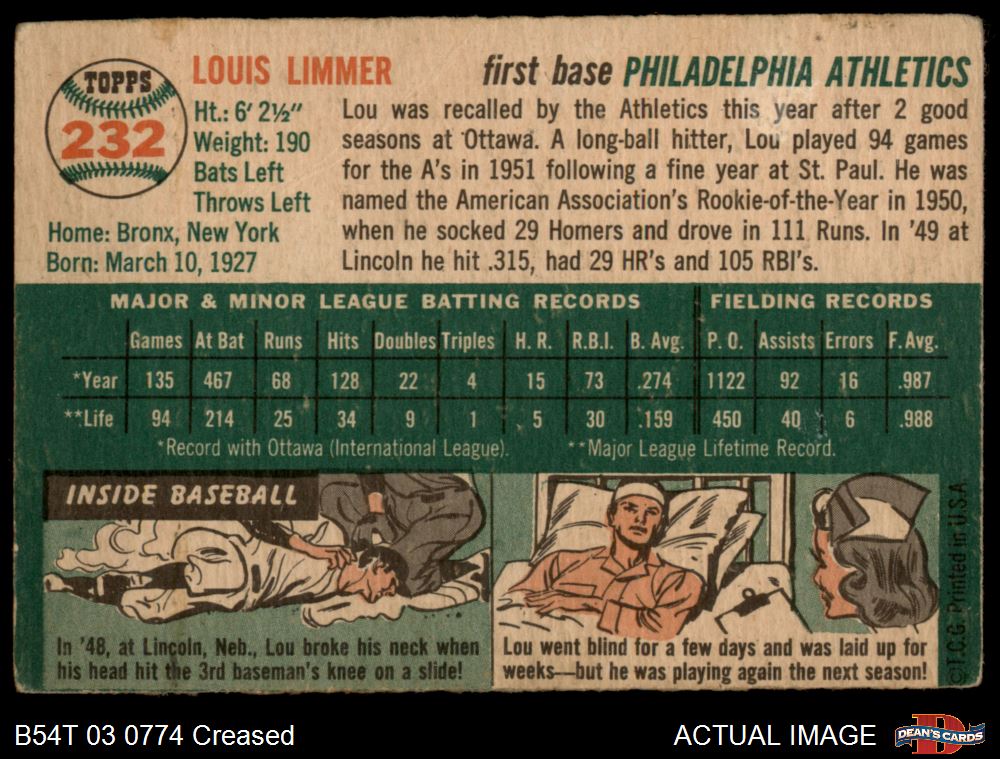 TOPPS
232
LOUIS LIMMER
first base PHILADELPHIA ATHLETICS
Ht.: 6' 2½"
Weight: 190
Bats Left
Throws Left
Home: Bronx, New York
Born: March 10, 1927
Lou was recalled by the Athletics this year after 2 good
seasons at Ottawa. A long-ball hitter, Lou played 94 games
for the A's in 1951 following a fine year at St. Paul. He was
named the American Association's Rookie-of-the-Year in 1950,
when he socked 29 Homers and drove in 111 Runs. In '49 at
Lincoln he hit .315, had 29 HR's and 105 RBI's.
MAJOR & MINOR LEAGUE BATTING RECORDS FIELDING RECORDS
Games At Bat Runs Hits Doubles Triples H. R. R.B.I. B. Avg. P. O. Assists Errors F. Avg.
*Year 135 467 68 128 22 4 15 73 .274 1122 92 16 .987
**Life 94 214 25 34 9 1 5 30 .159 450 40 6 .988
*Record with Ottawa (International League). **Major League Lifetime Record.
INSIDE BASEBALL
In '48, at Lincoln, Neb., Lou broke his neck when
his head hit the 3rd baseman's knee on a slide!
Lou went blind for a few days and was laid up for
weeks—but he was playing again the next season!
©T.C.G. Printed in U.S.A.
B54T 03 0774 Creased
ACTUAL IMAGE
DEAN'S CARDS